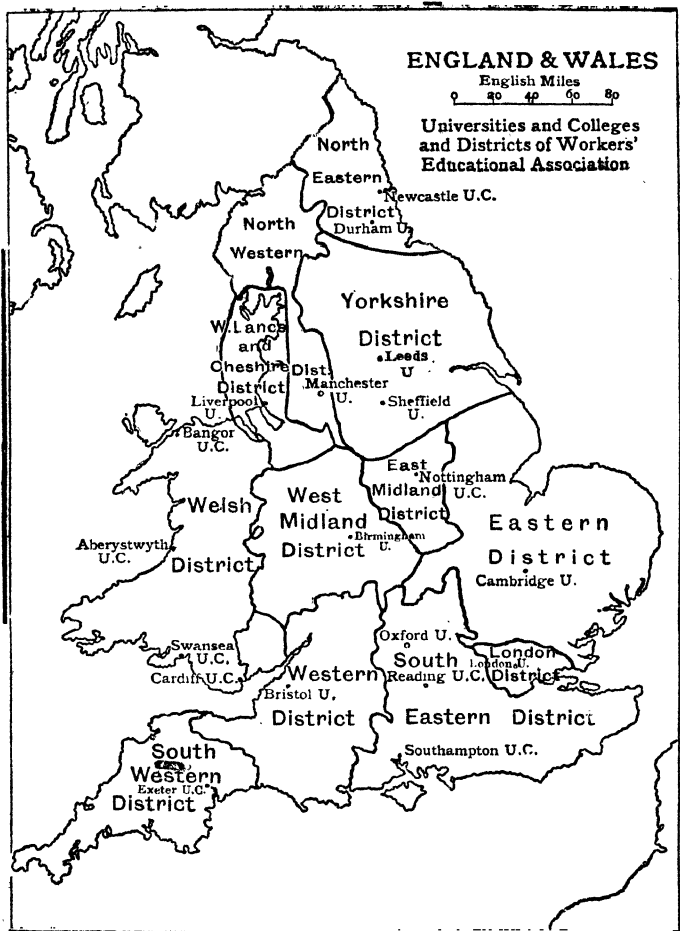 ENGLAND & WALES
English Miles
0 20 40 60 80
Universities and Colleges
and Districts of Workers'
Educational Association
North
Eastern
District
Newcastle U.C.
Durham U.
North
Western
Dist.
Yorkshire
District
Leeds
U
W. Lancs
and
Cheshire
District
Manchester
U.
Liverpool
U.
Sheffield
U.
Bangor
U.C.
East
Midland
District
Nottingham
U.C.
Welsh
District
West
Midland
District
Birmingham
U.
Eastern
District
Cambridge U.
Aberystwyth
U.C.
Swansea
U.C.
Cardiff U.C.
Oxford U.
South
Eastern District
Reading U.C.
London
London U.
District
Western
District
Bristol U.
Southampton U.C.
South
Western
District
Exeter U.C.